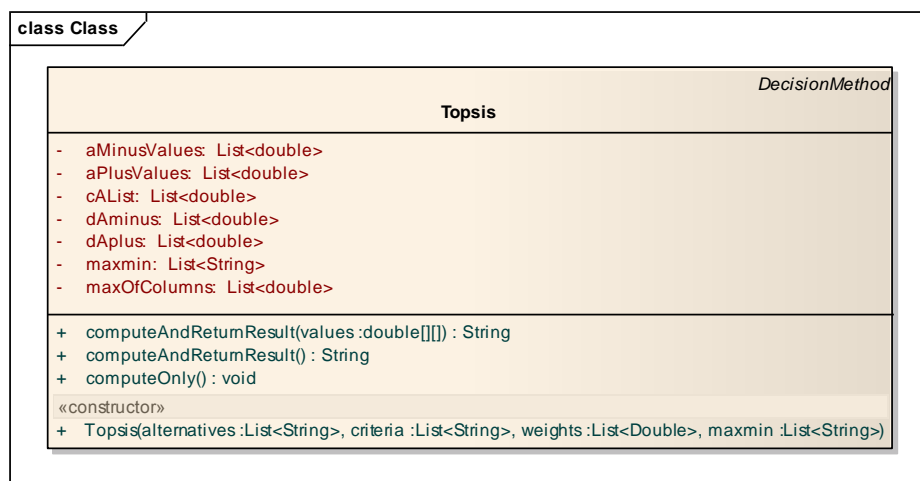 class Class
DecisionMethod
Topsis
- aMinusValues: List<double>
- aPlusValues: List<double>
- cAList: List<double>
- dAminus: List<double>
- dAplus: List<double>
- maxmin: List<String>
- maxOfColumns: List<double>
+ computeAndReturnResult(values :double[][]) : String
+ computeAndReturnResult() : String
+ computeOnly() : void
«constructor»
+ Topsis(alternatives :List<String>, criteria :List<String>, weights :List<Double>, maxmin :List<String>)